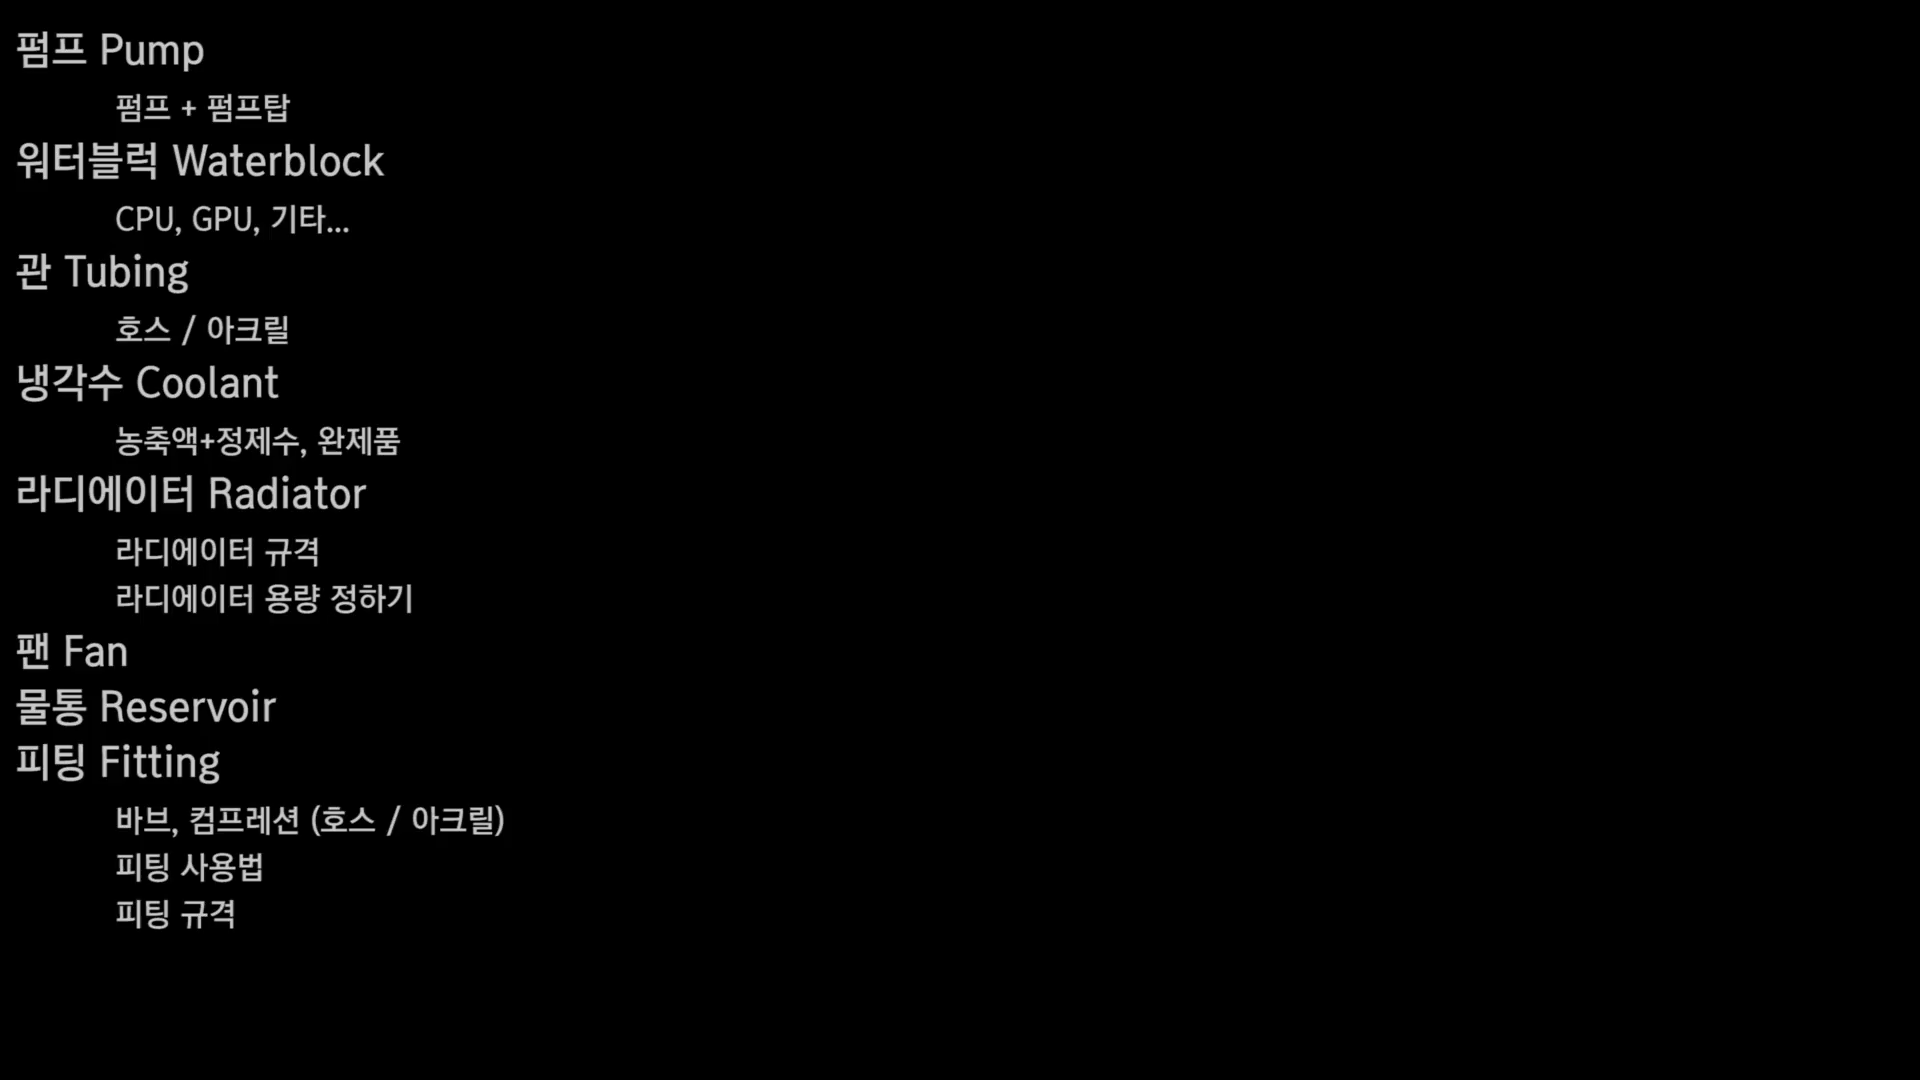 펌프 Pump
펌프 + 펌프탑
워터블럭 Waterblock
CPU, GPU, 기타...
관 Tubing
호스 / 아크릴
냉각수 Coolant
농축액+정제수, 완제품
라디에이터 Radiator
라디에이터 규격
라디에이터 용량 정하기
팬 Fan
물통 Reservoir
피팅 Fitting
바브, 컴프레션 (호스 / 아크릴)
피팅 사용법
피팅 규격